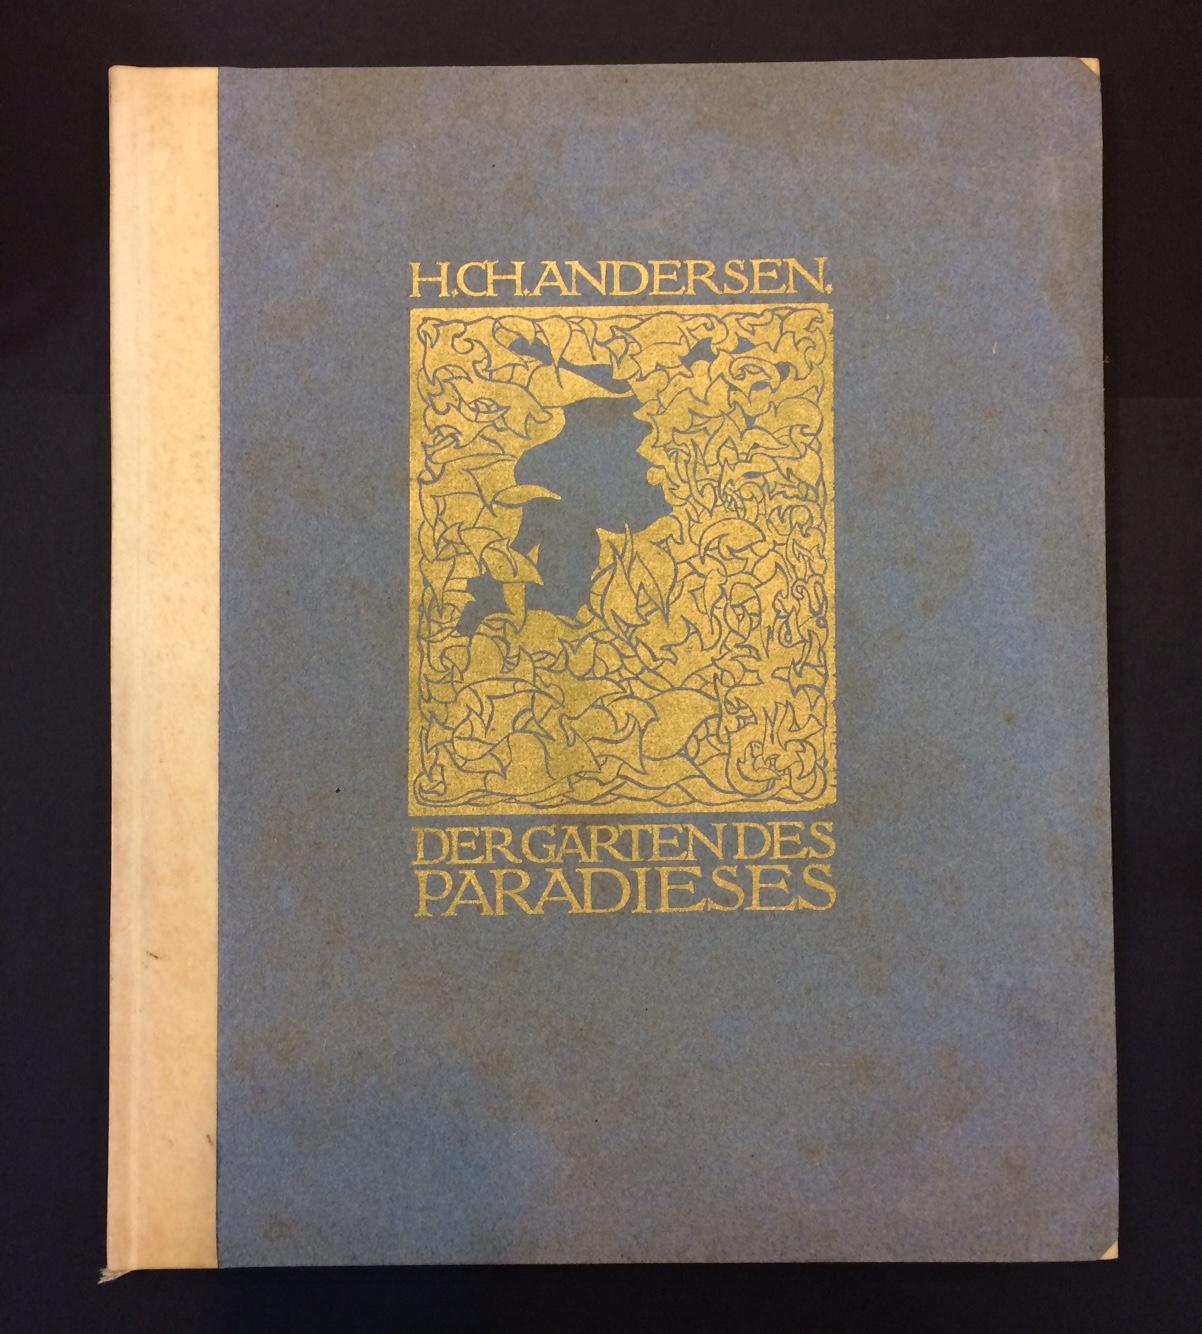 H.CH.ANDERSEN.
DER GARTEN DES
PARADIESES